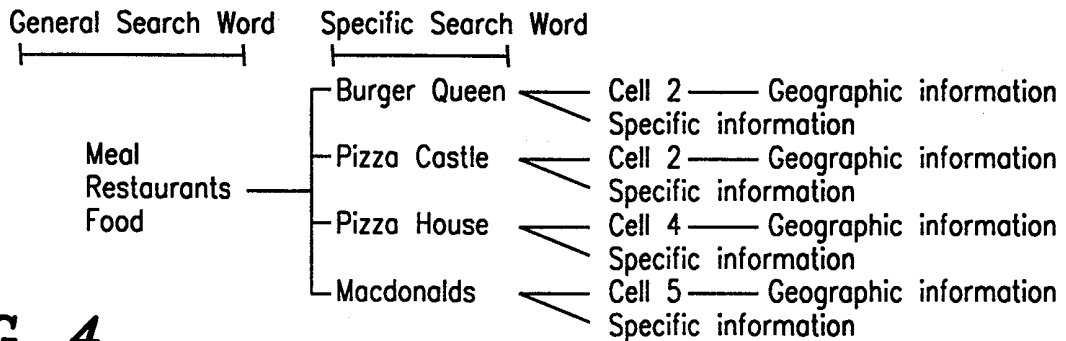 General Search Word Specific Search Word
Burger Queen Cell 2 Geographic information
Specific information
Meal
Pizza Castle Cell 2 Geographic information
Restaurants
Specific information
Food
Pizza House Cell 4 Geographic information
Specific information
Macdonalds Cell 5 Geographic information
Specific information
4